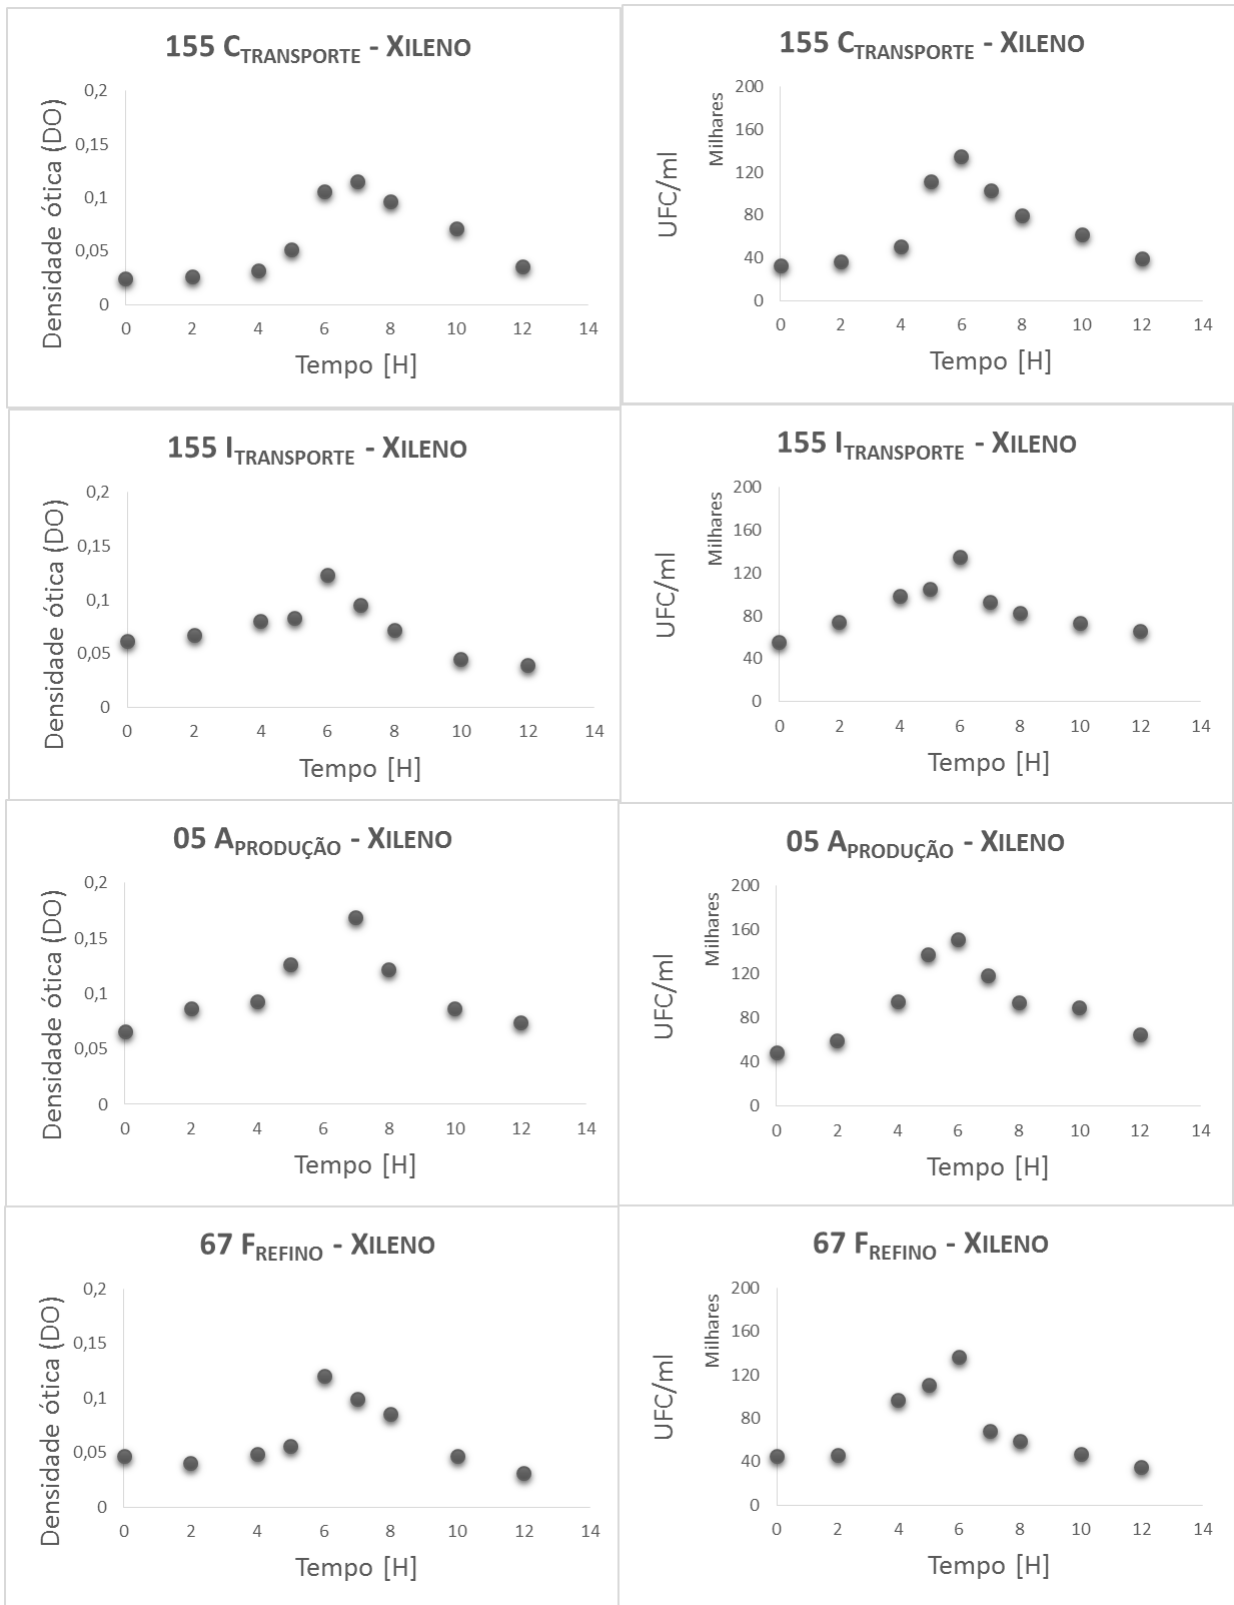 155 CTRANSPORTE - XILENO
Densidade ótica (DO)
0,2
0,15
0,1
0,05
0
0 2 4 6 8 10 12 14
Tempo [H]
155 CTRANSPORTE - XILENO
UFC/ml
Milhares
200
160
120
80
40
0
0 2 4 6 8 10 12 14
Tempo [H]
155 ITRANSPORTE - XILENO
Densidade ótica (DO)
0,2
0,15
0,1
0,05
0
0 2 4 6 8 10 12 14
Tempo [H]
155 ITRANSPORTE - XILENO
UFC/ml
Milhares
200
160
120
80
40
0
0 2 4 6 8 10 12 14
Tempo [H]
05 APRODUÇÃO - XILENO
Densidade ótica (DO)
0,2
0,15
0,1
0,05
0
0 2 4 6 8 10 12 14
Tempo [H]
05 APRODUÇÃO - XILENO
UFC/ml
Milhares
200
160
120
80
40
0
0 2 4 6 8 10 12 14
Tempo [H]
67 FREFINO - XILENO
Densidade ótica (DO)
0,2
0,15
0,1
0,05
0
0 2 4 6 8 10 12 14
Tempo [H]
67 FREFINO - XILENO
UFC/ml
Milhares
200
160
120
80
40
0
0 2 4 6 8 10 12 14
Tempo [H]